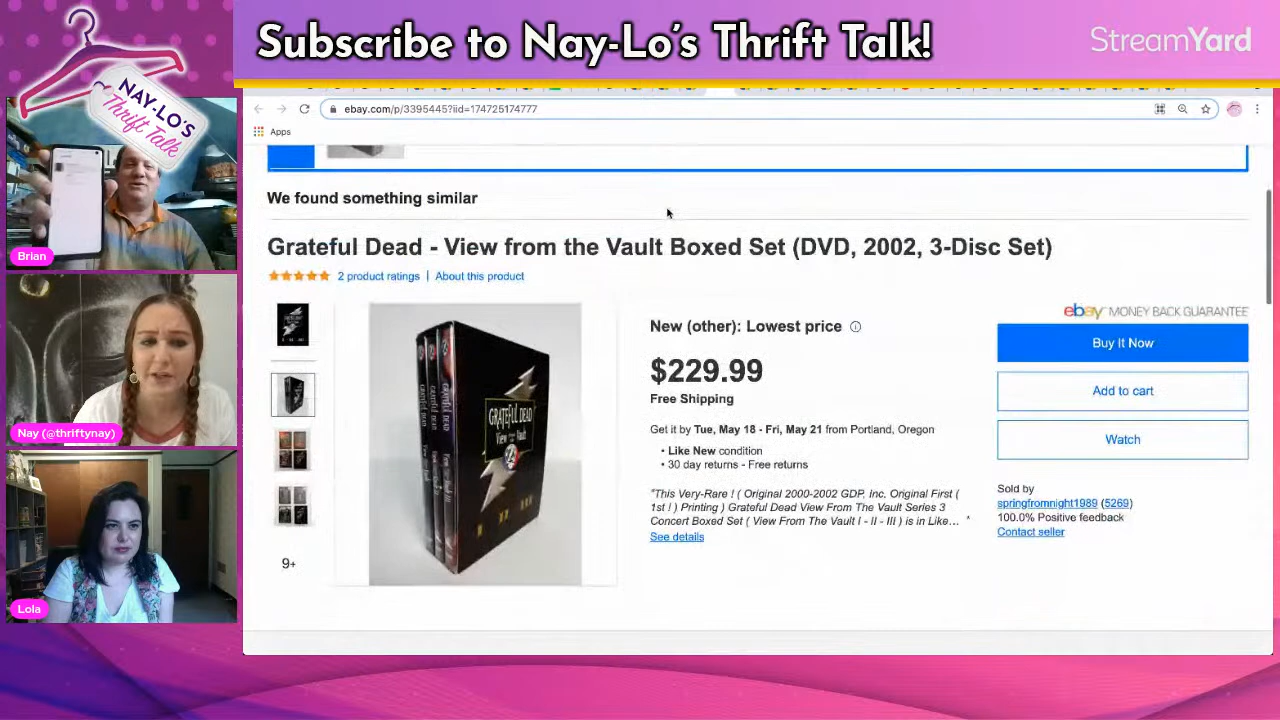 Subscribe to Nay-Lo's Thrift Talk!
StreamYard
NAY-LO'S
Thrift Talk
Brian
Nay (@thriftynay)
Lola
ebay.com/p/3395445?iid=174725174777
Apps
We found something similar
Grateful Dead - View from the Vault Boxed Set (DVD, 2002, 3-Disc Set)
2 product ratings | About this product
9+
GRATEFUL DEAD
View from the Vault
New (other): Lowest price
$229.99
Free Shipping
Get it by Tue, May 18 - Fri, May 21 from Portland, Oregon
• Like New condition
• 30 day returns - Free returns
"This Very-Rare ! ( Original 2000-2002 GDP, Inc. Original First (
1st ! ) Printing ) Grateful Dead View From The Vault Series 3
Concert Boxed Set ( View From The Vault I - II - III ) is in Like… "
See details
ebay MONEY BACK GUARANTEE
Buy It Now
Add to cart
Watch
Sold by
springfromnight1989 (5269)
100.0% Positive feedback
Contact seller